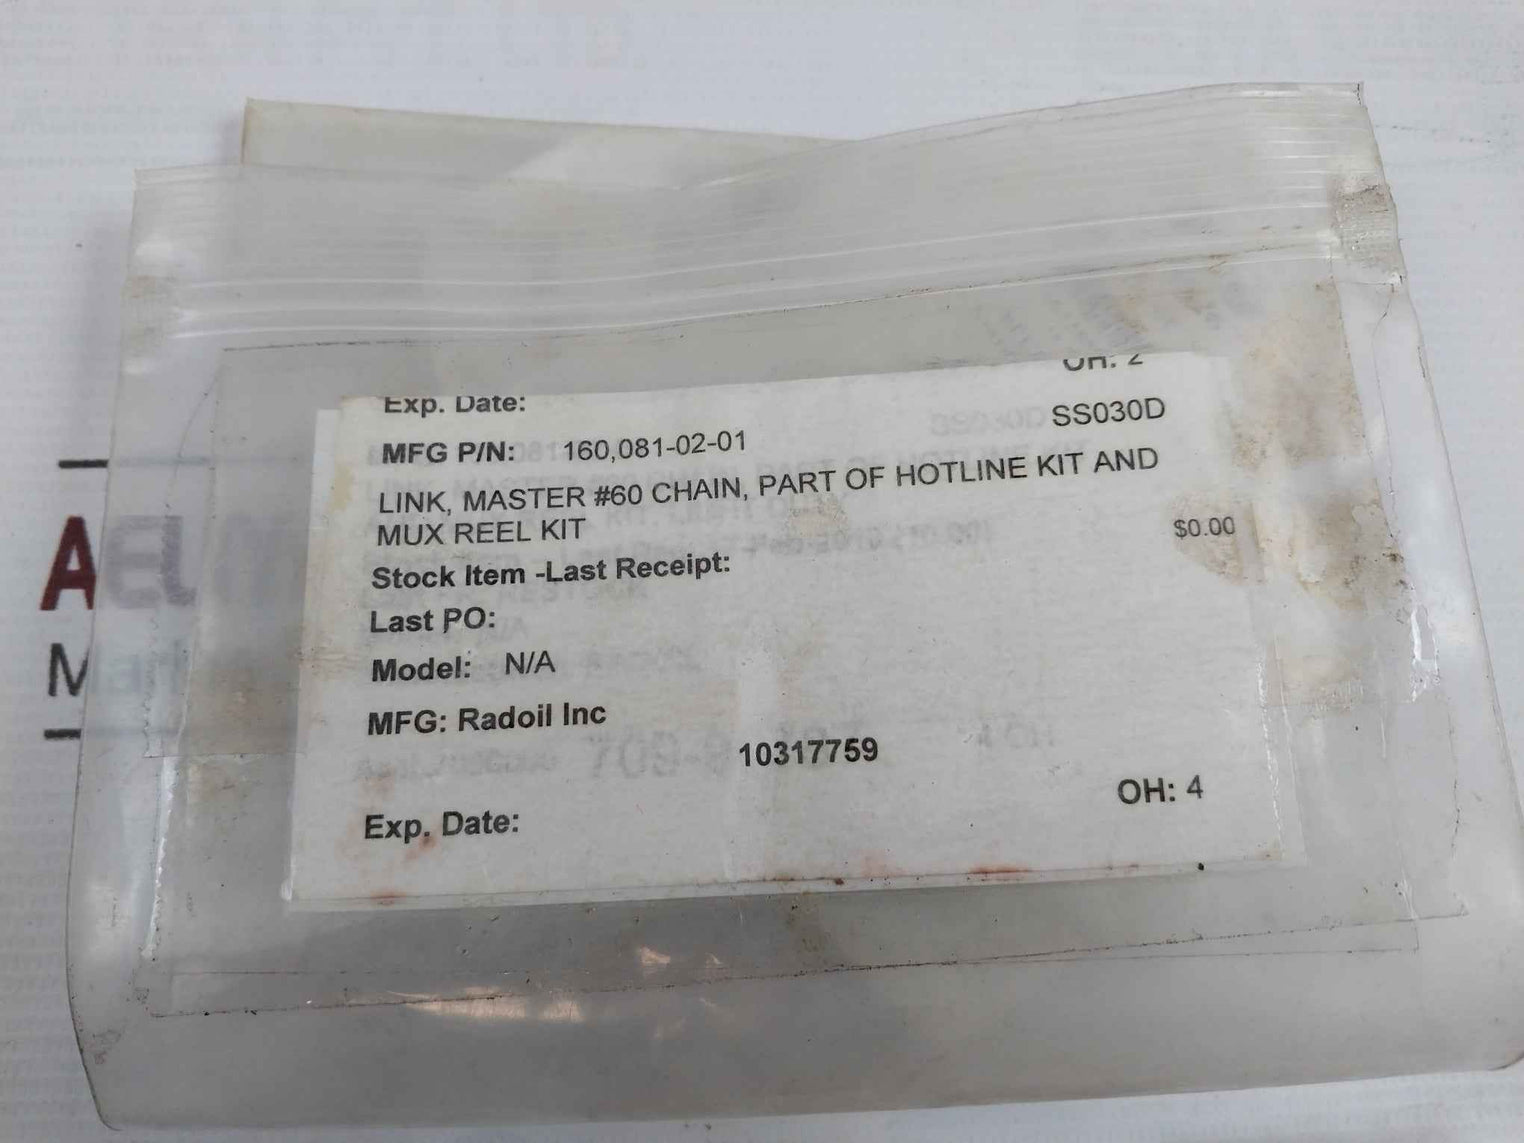 OH: 2
Exp. Date:
SS030D
MFG P/N: 160,081-02-01
LINK, MASTER #60 CHAIN, PART OF HOTLINE KIT AND
MUX REEL KIT
$0.00
Stock Item -Last Receipt:
Last PO:
Model: N/A
MFG: Radoil Inc
10317759
OH: 4
Exp. Date: